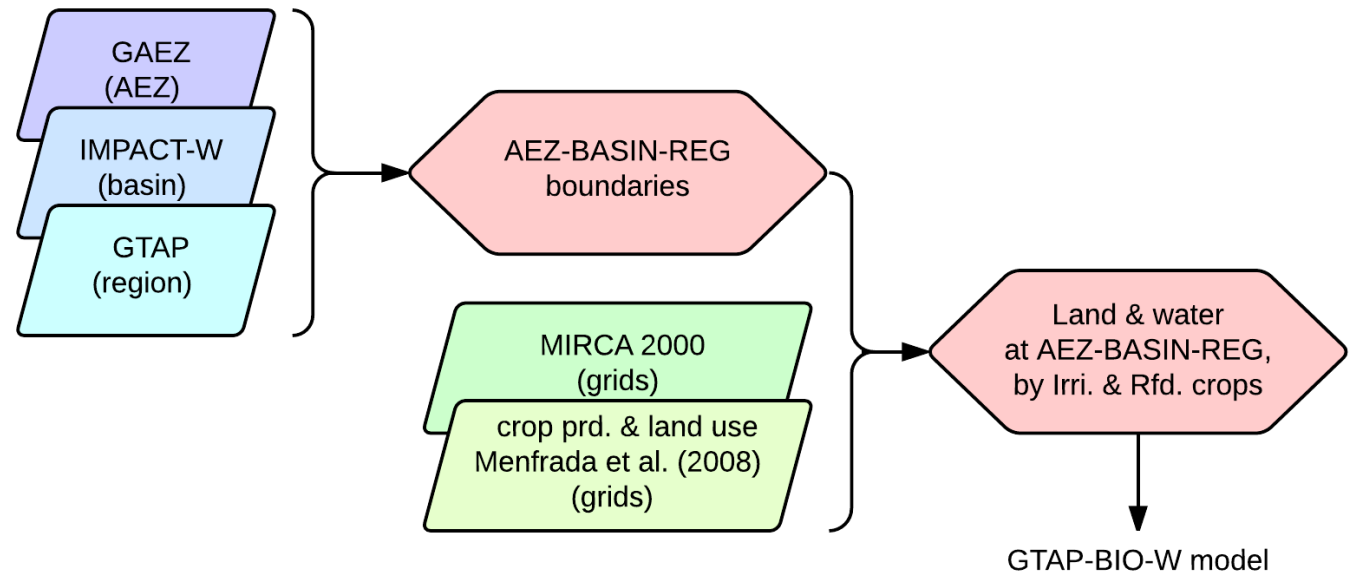 GAEZ
(AEZ)
IMPACT-W
(basin)
GTAP
(region)
AEZ-BASIN-REG
boundaries
MIRCA 2000
(grids)
crop prd. & land use
Menfrada et al. (2008)
(grids)
Land & water
at AEZ-BASIN-REG,
by Irri. & Rfd. crops
GTAP-BIO-W model